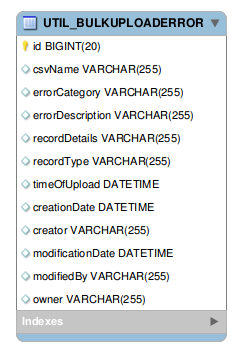 UTIL_BULKUPLOADERROR
id BIGINT(20)
csvName VARCHAR(255)
errorCategory VARCHAR(255)
errorDescription VARCHAR(255)
recordDetails VARCHAR(255)
recordType VARCHAR(255)
timeOfUpload DATETIME
creationDate DATETIME
creator VARCHAR(255)
modificationDate DATETIME
modifiedBy VARCHAR(255)
owner VARCHAR(255)
Indexes